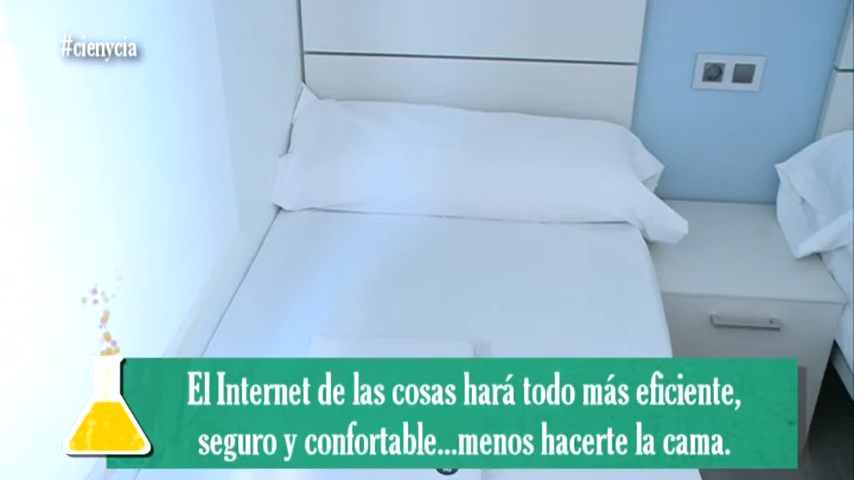 #cienycia
El Internet de las cosas hará todo más eficiente,
seguro y confortable...menos hacerte la cama.